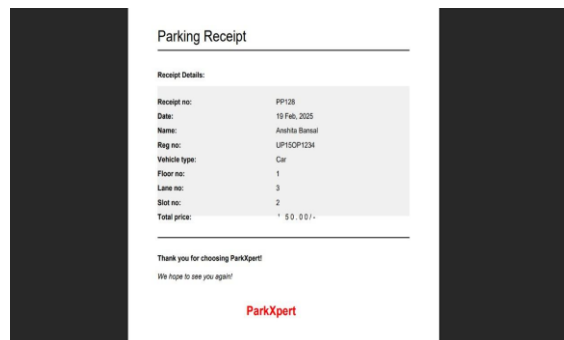 Parking Receipt
Receipt Details:
Receipt no: PP128
Date: 19 Feb, 2025
Name: Anshita Bansal
Reg no: UP15OP1234
Vehicle type: Car
Floor no: 1
Lane no: 3
Slot no: 2
Total price: ¹ 50.00/-
Thank you for choosing ParkXpert!
We hope to see you again!
ParkXpert